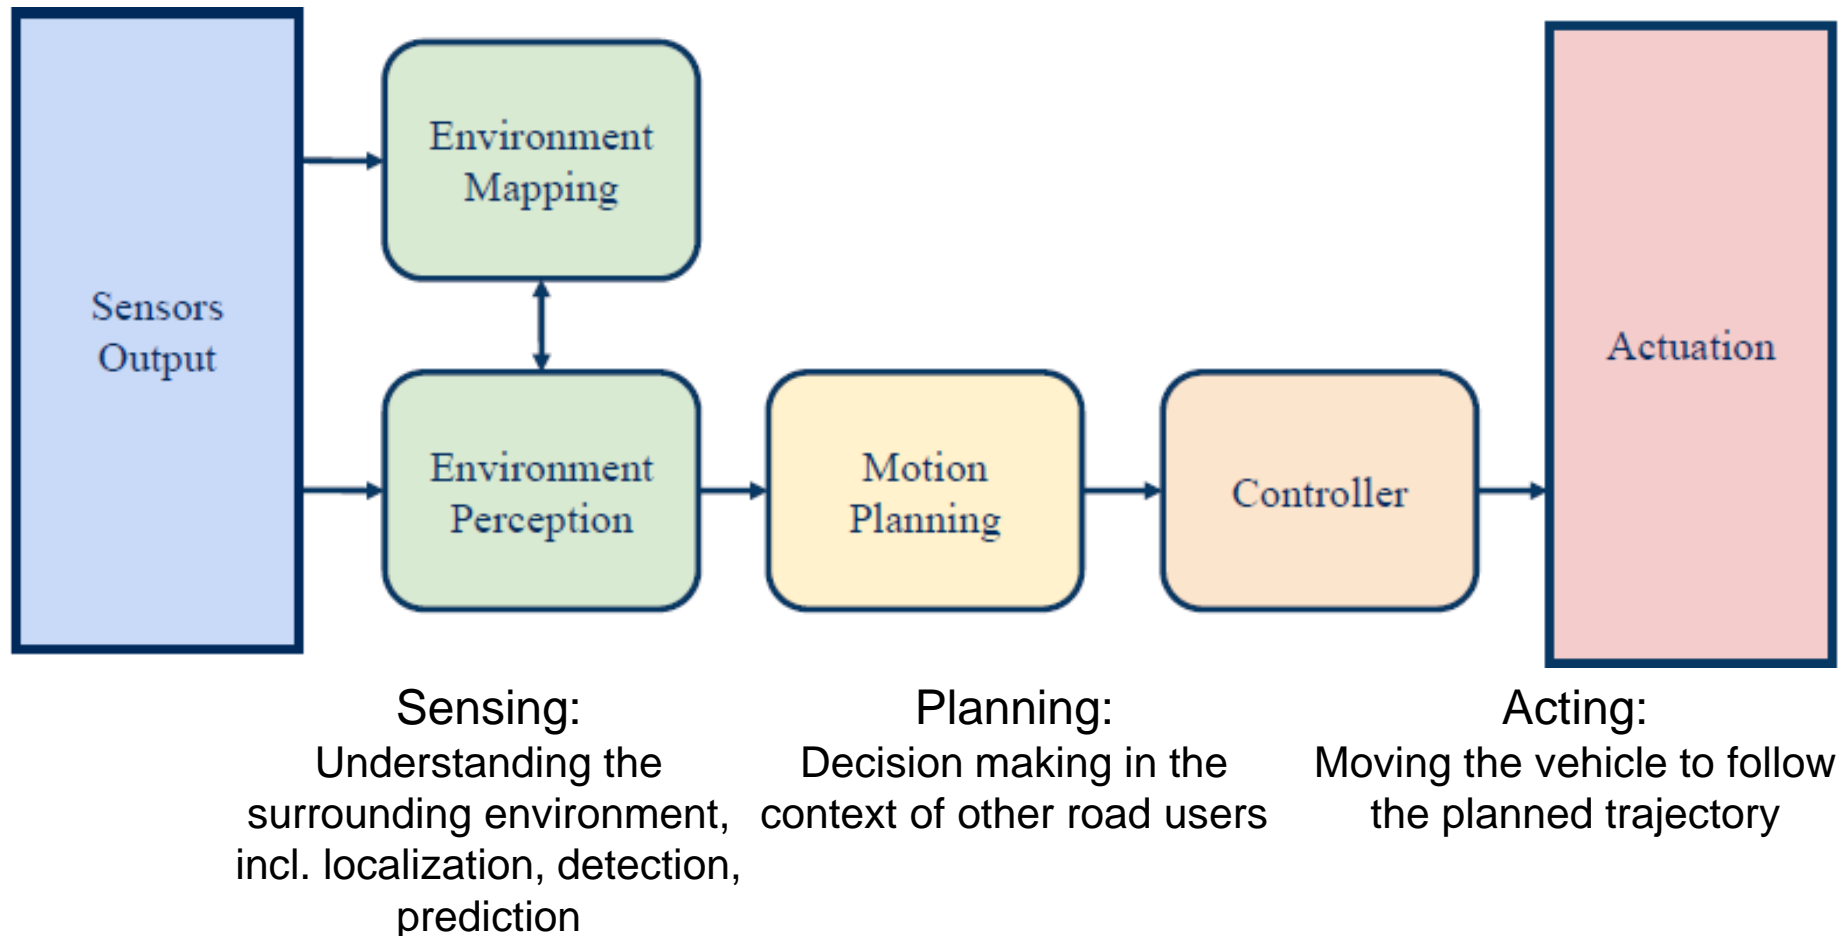 Sensors
Output
Environment
Mapping
Environment
Perception
Motion
Planning
Controller
Actuation
Sensing:
Understanding the
surrounding environment,
incl. localization, detection,
prediction
Planning:
Decision making in the
context of other road users
Acting:
Moving the vehicle to follow
the planned trajectory